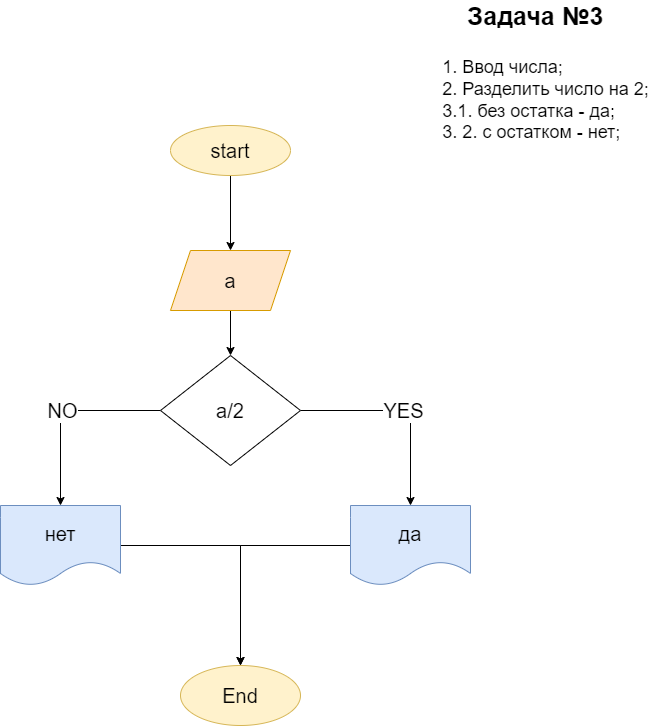 Задача №3
1. Ввод числа;
2. Разделить число на 2;
3.1. без остатка - да;
3. 2. с остатком - нет;
start
a
a/2
NO
YES
нет
да
End